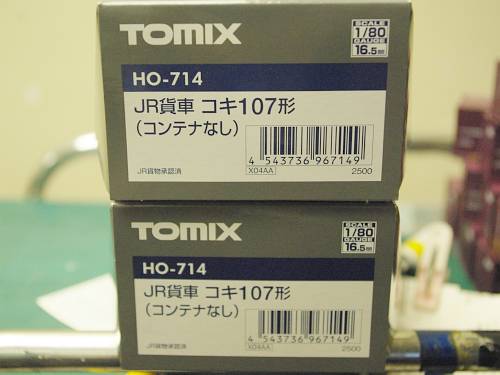 TOMIX
SCALE
1/80
GAUGE
16.5mm
HO-714
JR貨車 コキ107形
(コンテナなし)
4 543736 967149
JR貨物承認済
X04AA
2500
TOMIX
SCALE
1/80
GAUGE
16.5mm
HO-714
JR貨車 コキ107形
(コンテナなし)
4 543736 967149
JR貨物承認済
X04AA
2500